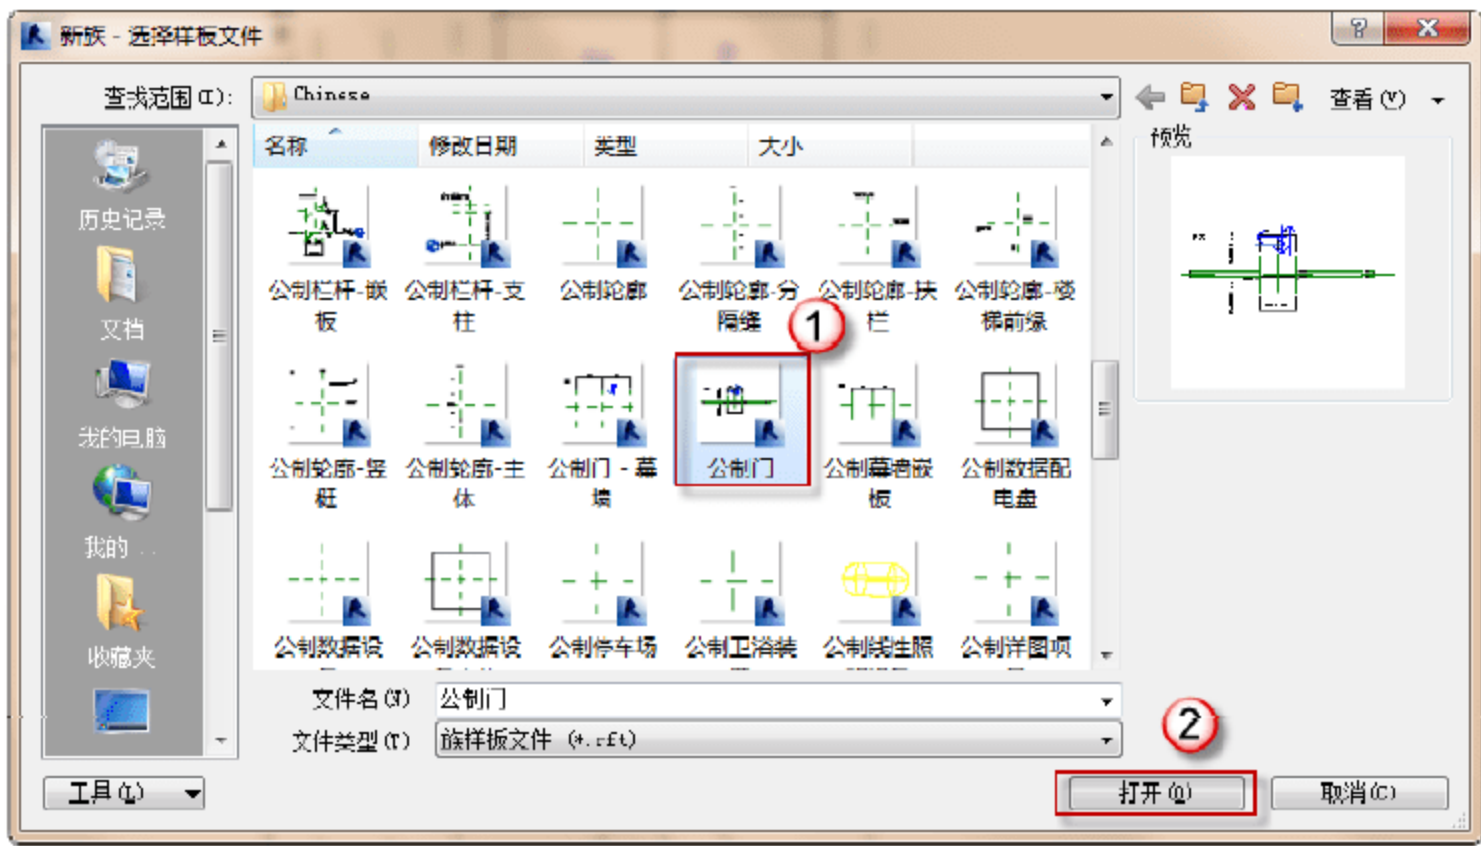 新族 - 选择样板文件
查找范围(I):
Chinese
查看(V)
名称
修改日期
类型
大小
预览
历史记录
文档
我的电脑
我的 ...
收藏夹
公制栏杆-嵌板
公制栏杆-支柱
公制轮廓
公制轮廓-分隔缝
公制轮廓-扶栏
公制轮廓-楼梯前缘
1
公制轮廓-竖梃
公制轮廓-主体
公制门 - 幕墙
公制门
公制幕墙嵌板
公制数据配电盘
公制数据设
公制数据设
公制停车场
公制卫浴装
公制线性照
公制详图项
文件名(N)
公制门
文件类型(T)
族样板文件 (*.rft)
2
工具(L)
打开(O)
取消(C)